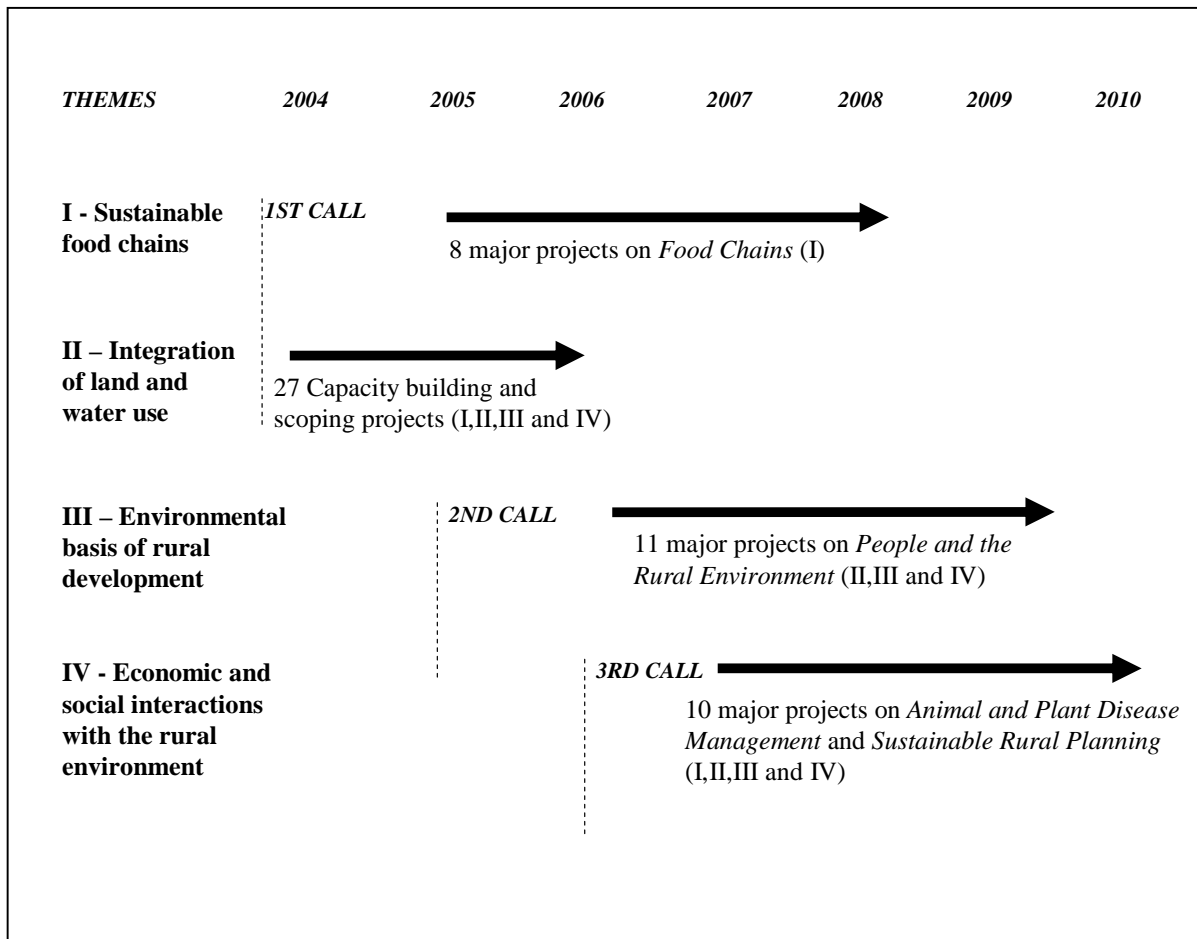 THEMES 2004 2005 2006 2007 2008 2009 2010
I - Sustainable
food chains
1ST CALL
8 major projects on Food Chains (I)
II – Integration
of land and
water use
27 Capacity building and
scoping projects (I,II,III and IV)
III – Environmental
basis of rural
development
2ND CALL
11 major projects on People and the
Rural Environment (II,III and IV)
IV - Economic and
social interactions
with the rural
environment
3RD CALL
10 major projects on Animal and Plant Disease
Management and Sustainable Rural Planning
(I,II,III and IV)